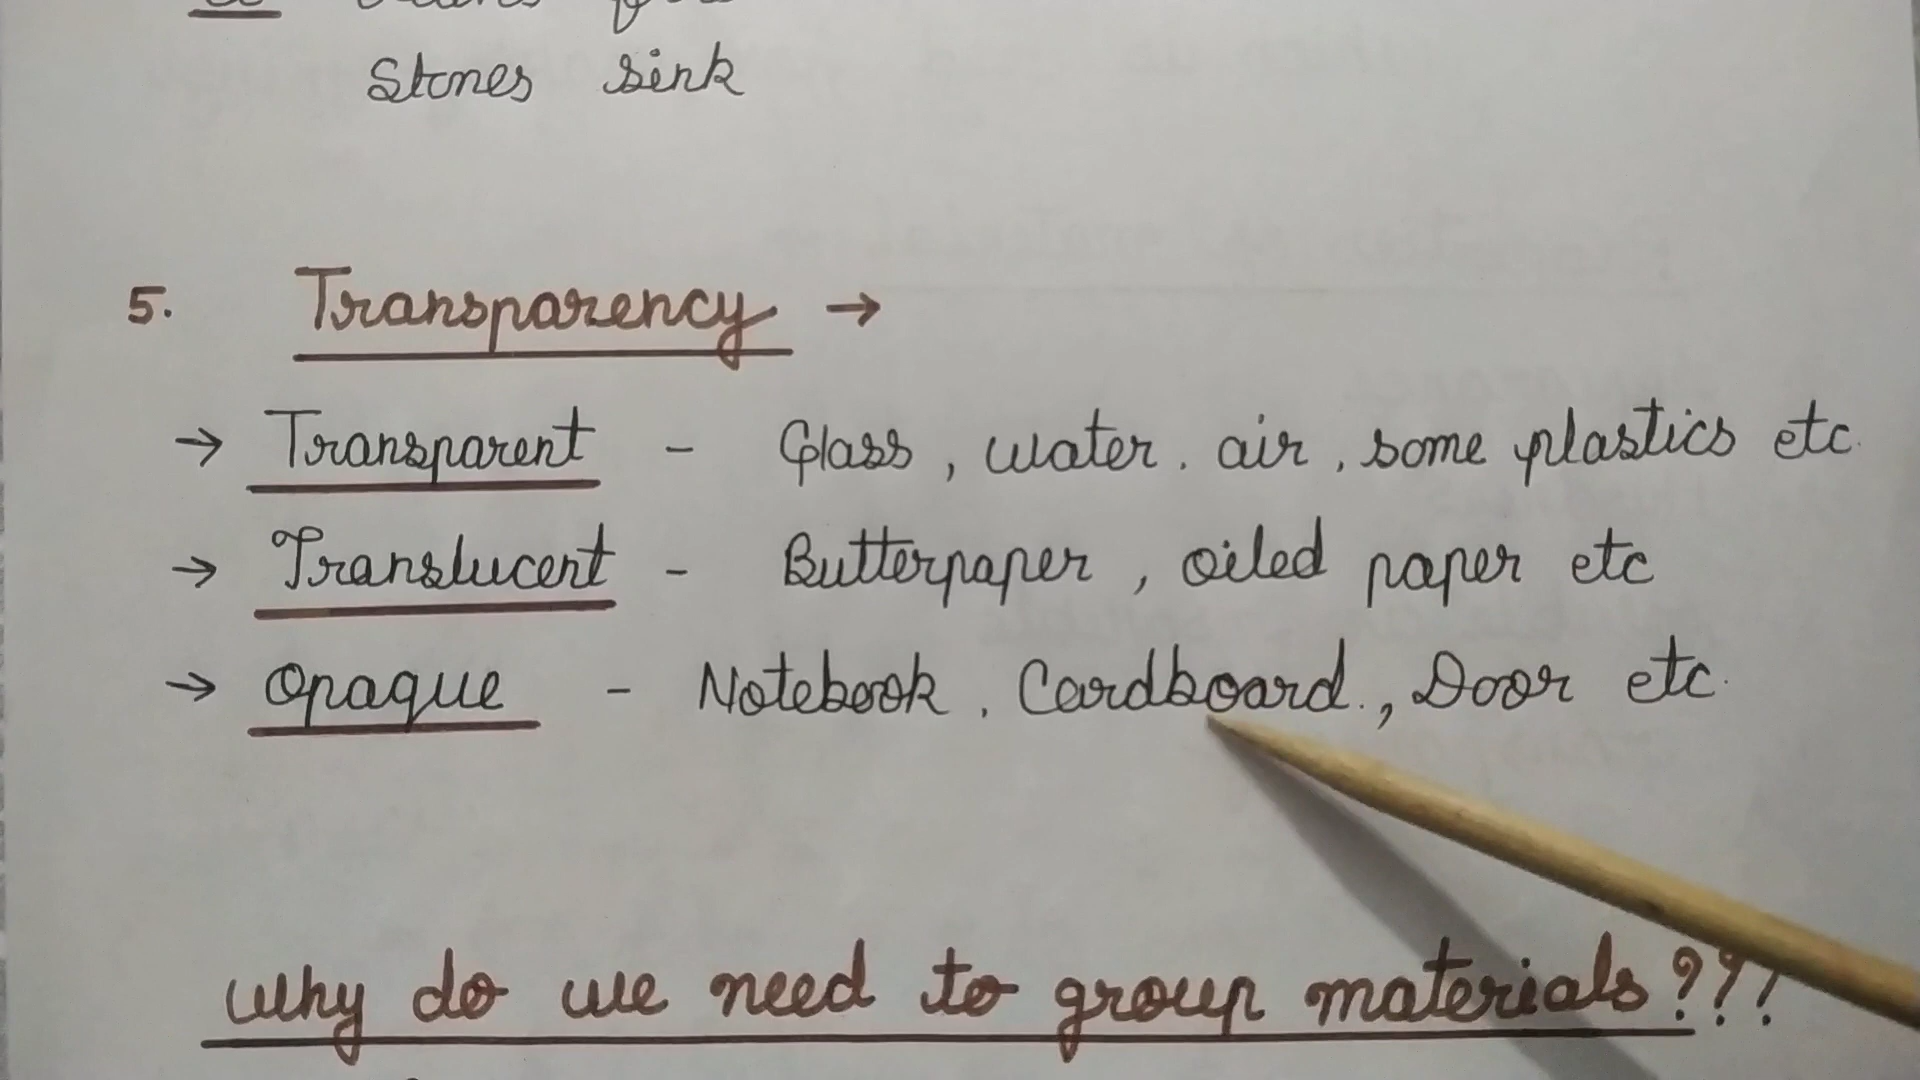 Stones sink
5. Transparency →
→ Transparent - Glass, water, air, some plastics etc.
→ Translucent - Butterpaper, oiled paper etc
→ Opaque - Notebook, Cardboard., Door etc.
Why do we need to group materials???